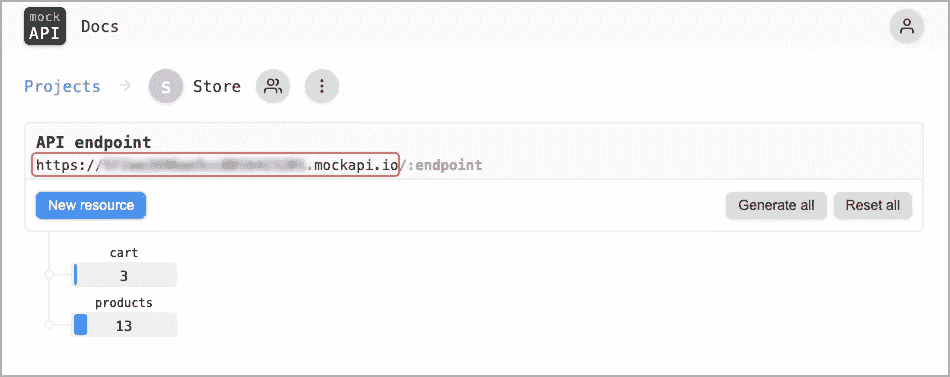 mock
API Docs
Projects → S Store
API endpoint
https:// .mockapi.io/:endpoint
New resource Generate all Reset all
cart
3
products
13